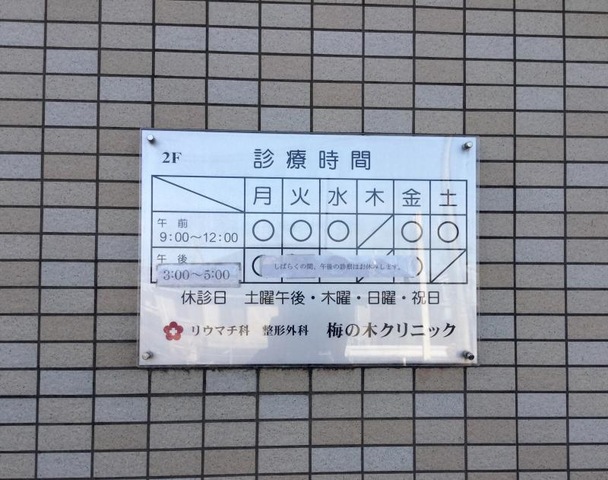 2F 診療時間
月 火 水 木 金 土
午前 9:00~12:00 ○ ○ ○ ／ ○ ○
午後 3:00~5:00
しばらくの間、午後の診察はお休みします。
休診日 土曜午後・木曜・日曜・祝日
リウマチ科 整形外科 梅の木クリニック